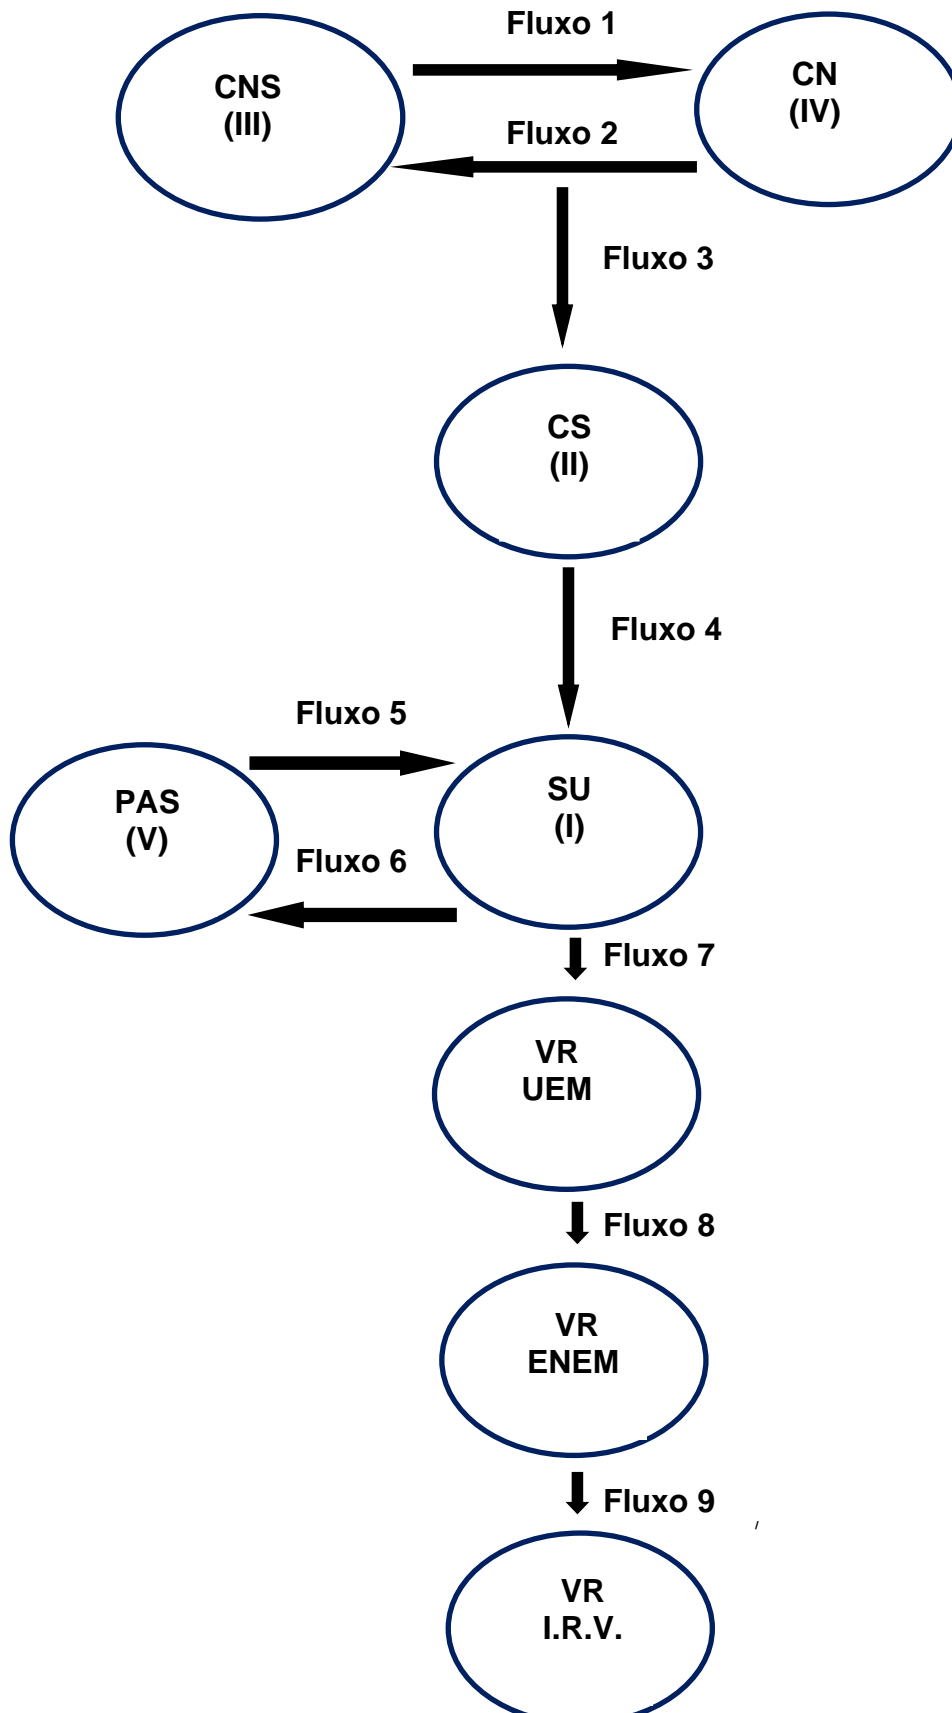 Fluxo 1
CNS
(III)
CN
(IV)
Fluxo 2
Fluxo 3
CS
(II)
Fluxo 4
Fluxo 5
PAS
(V)
SU
(I)
Fluxo 6
Fluxo 7
VR
UEM
Fluxo 8
VR
ENEM
Fluxo 9
VR
I.R.V.